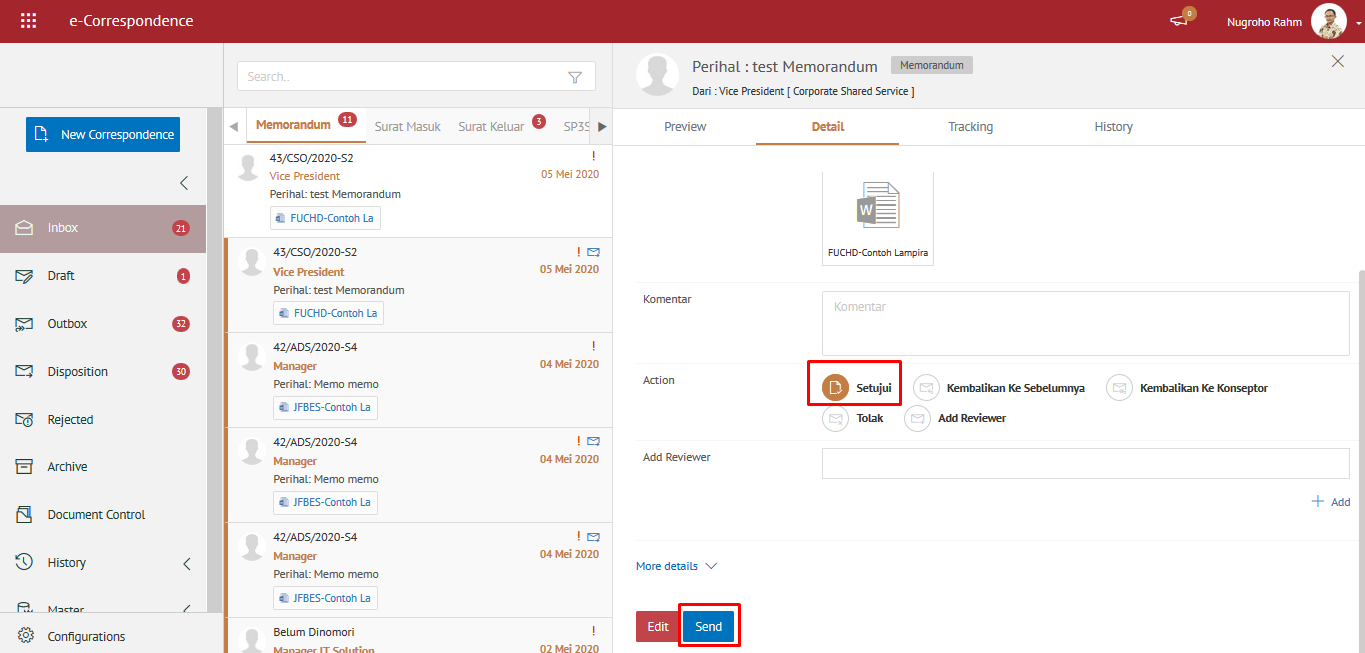 e-Correspondence
0
Nugroho Rahm
New Correspondence
Inbox 21
Draft 1
Outbox 32
Disposition 30
Rejected
Archive
Document Control
History
Master
Configurations
Search..
Memorandum 11 Surat Masuk Surat Keluar 3 SP3S
43/CSO/2020-S2
Vice President 05 Mei 2020
Perihal: test Memorandum
FUCHD-Contoh La
43/CSO/2020-S2
Vice President 05 Mei 2020
Perihal: test Memorandum
FUCHD-Contoh La
42/ADS/2020-S4
Manager 04 Mei 2020
Perihal: Memo memo
JFBES-Contoh La
42/ADS/2020-S4
Manager 04 Mei 2020
Perihal: Memo memo
JFBES-Contoh La
42/ADS/2020-S4
Manager 04 Mei 2020
Perihal: Memo memo
JFBES-Contoh La
Belum Dinomori
Manager IT Solution 02 Mei 2020
Perihal : test Memorandum Memorandum
Dari : Vice President [ Corporate Shared Service ]
Preview Detail Tracking History
W
FUCHD-Contoh Lampira
Komentar Komentar
Action Setujui Kembalikan Ke Sebelumnya Kembalikan Ke Konseptor
Tolak Add Reviewer
Add Reviewer
+ Add
More details
Edit Send